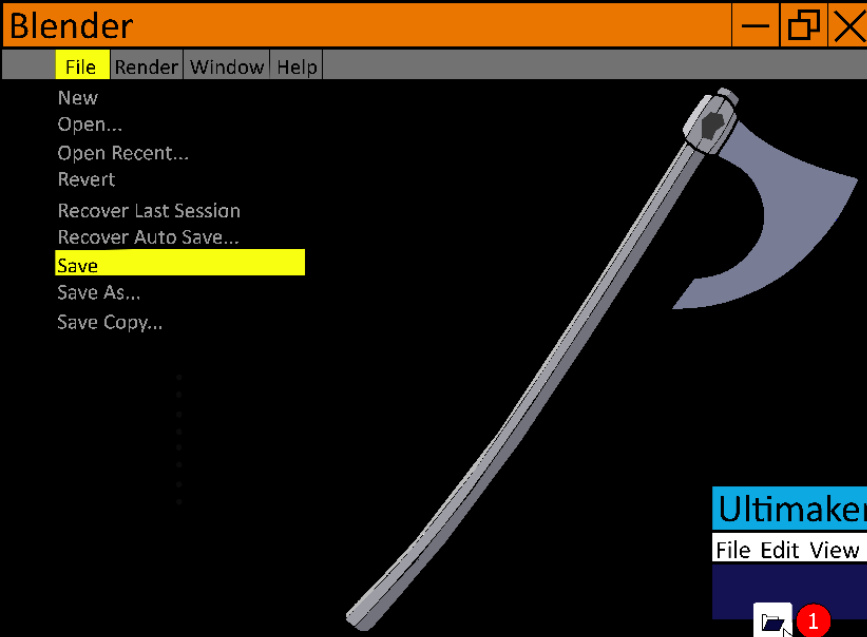 Blender
File Render Window Help
New
Open...
Open Recent...
Revert
Recover Last Session
Recover Auto Save...
Save
Save As...
Save Copy...
Ultimaker
File Edit View
1